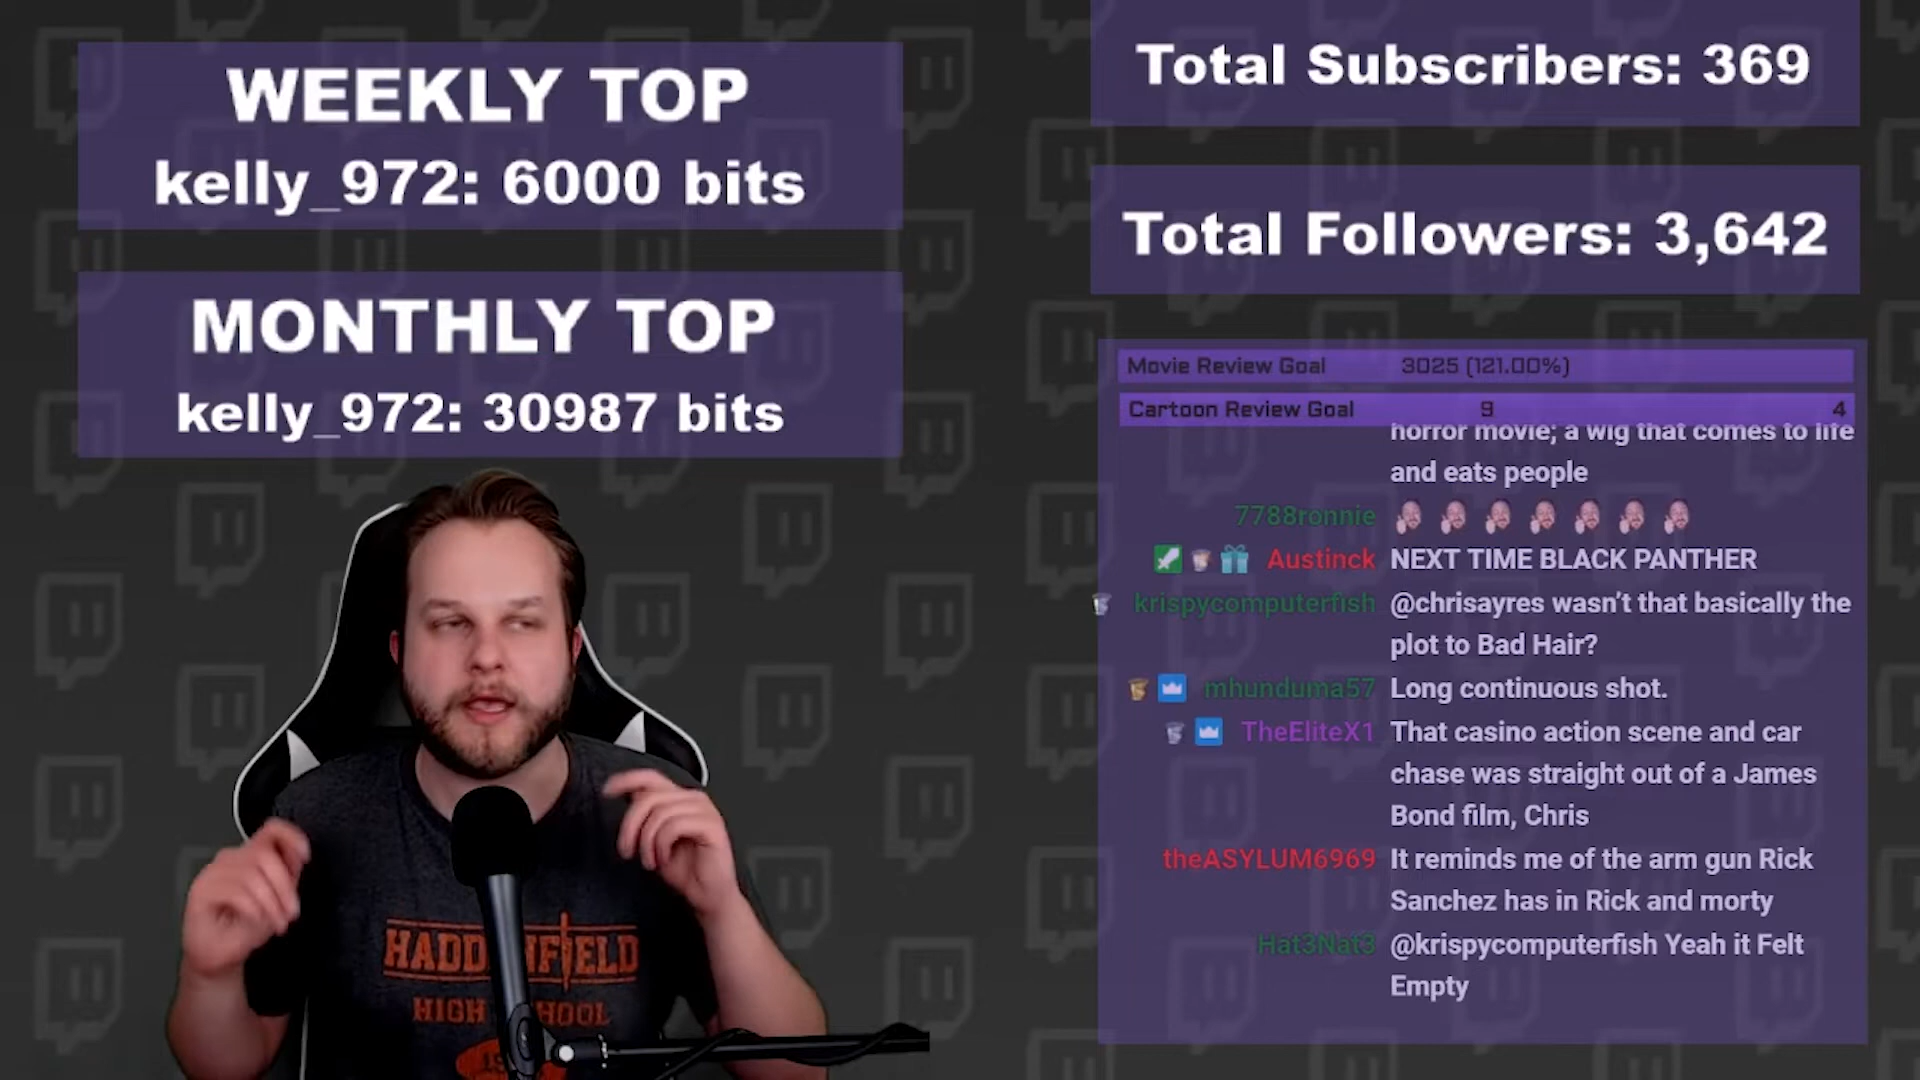 WEEKLY TOP
kelly_972: 6000 bits
MONTHLY TOP
kelly_972: 30987 bits
Total Subscribers: 369
Total Followers: 3,642
Movie Review Goal 3025 (121.00%)
Cartoon Review Goal 9 4
horror movie; a wig that comes to life
and eats people
7788ronnie
Austinck NEXT TIME BLACK PANTHER
krispycomputerfish @chrisayres wasn’t that basically the
plot to Bad Hair?
mhunduma57 Long continuous shot.
TheEliteX1 That casino action scene and car
chase was straight out of a James
Bond film, Chris
theASYLUM6969 It reminds me of the arm gun Rick
Sanchez has in Rick and morty
Hat3Nat3 @krispycomputerfish Yeah it Felt
Empty
HIGH